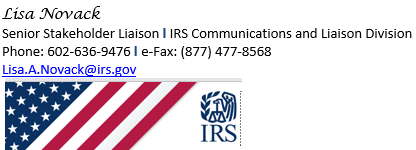 Lisa Novack
Senior Stakeholder Liaison I IRS Communications and Liaison Division
Phone: 602-636-9476 I e-Fax: (877) 477-8568
Lisa.A.Novack@irs.gov
IRS